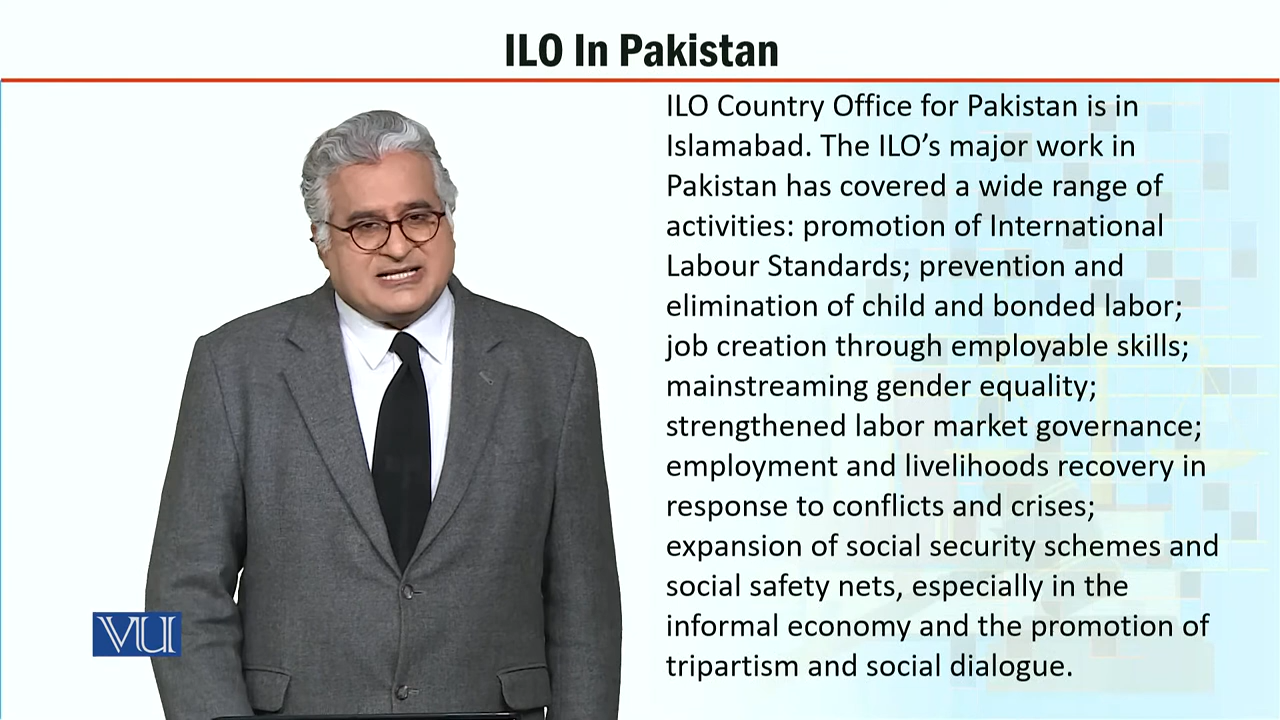 ILO In Pakistan
ILO Country Office for Pakistan is in
Islamabad. The ILO’s major work in
Pakistan has covered a wide range of
activities: promotion of International
Labour Standards; prevention and
elimination of child and bonded labor;
job creation through employable skills;
mainstreaming gender equality;
strengthened labor market governance;
employment and livelihoods recovery in
response to conflicts and crises;
expansion of social security schemes and
social safety nets, especially in the
informal economy and the promotion of
tripartism and social dialogue.
VU